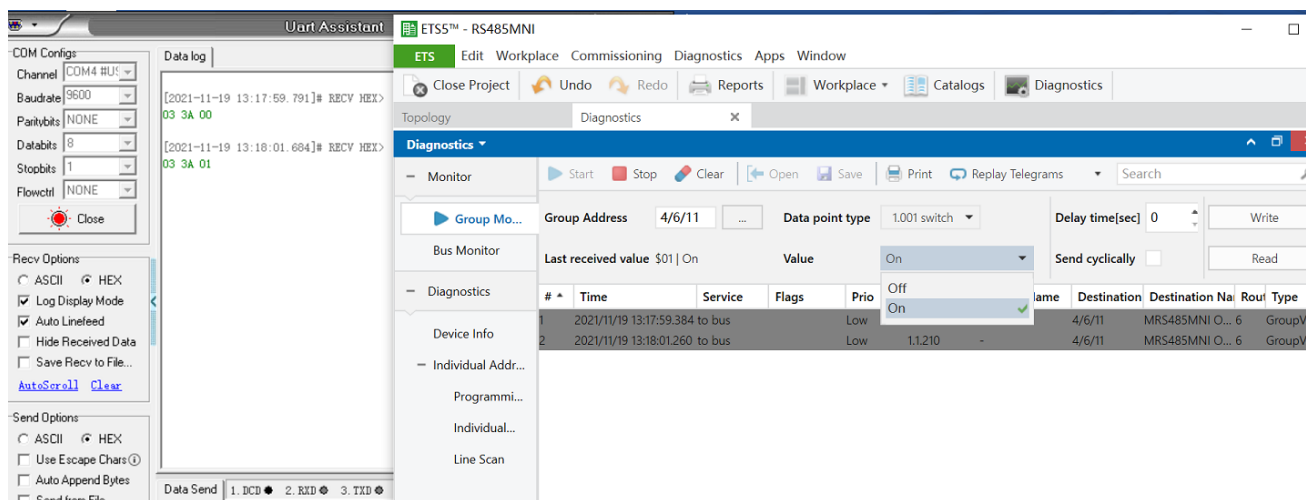 Uart Assistant
COM Configs
Channel COM4 #US
Baudrate 9600
Paritybits NONE
Databits 8
Stopbits 1
Flowctrl NONE
Close
Recv Options
ASCII HEX
Log Display Mode
Auto Linefeed
Hide Received Data
Save Recv to File...
AutoScroll Clear
Send Options
ASCII HEX
Use Escape Chars
Auto Append Bytes
Send from File
Data log
[2021-11-19 13:17:59.791]# RECV HEX>
03 3A 00
[2021-11-19 13:18:01.684]# RECV HEX>
03 3A 01
Data Send 1. DCD 2. RXD 3. TXD
ETS5™ - RS485MNI
ETS Edit Workplace Commissioning Diagnostics Apps Window
Close Project Undo Redo Reports Workplace Catalogs Diagnostics
Topology Diagnostics
Diagnostics
Monitor
Group Mo...
Bus Monitor
Diagnostics
Device Info
Individual Addr...
Programmi...
Individual...
Line Scan
Start Stop Clear Open Save Print Replay Telegrams Search
Group Address 4/6/11 ... Data point type 1.001 switch Delay time[sec] 0 Write
Last received value $01 | On Value On Send cyclically Read
Off
On
# Time Service Flags Prio ame Destination Destination Na Rout Type
1 2021/11/19 13:17:59.384 to bus Low 4/6/11 MRS485MNI O... 6 GroupV
2 2021/11/19 13:18:01.260 to bus Low 1.1.210 - 4/6/11 MRS485MNI O... 6 GroupV